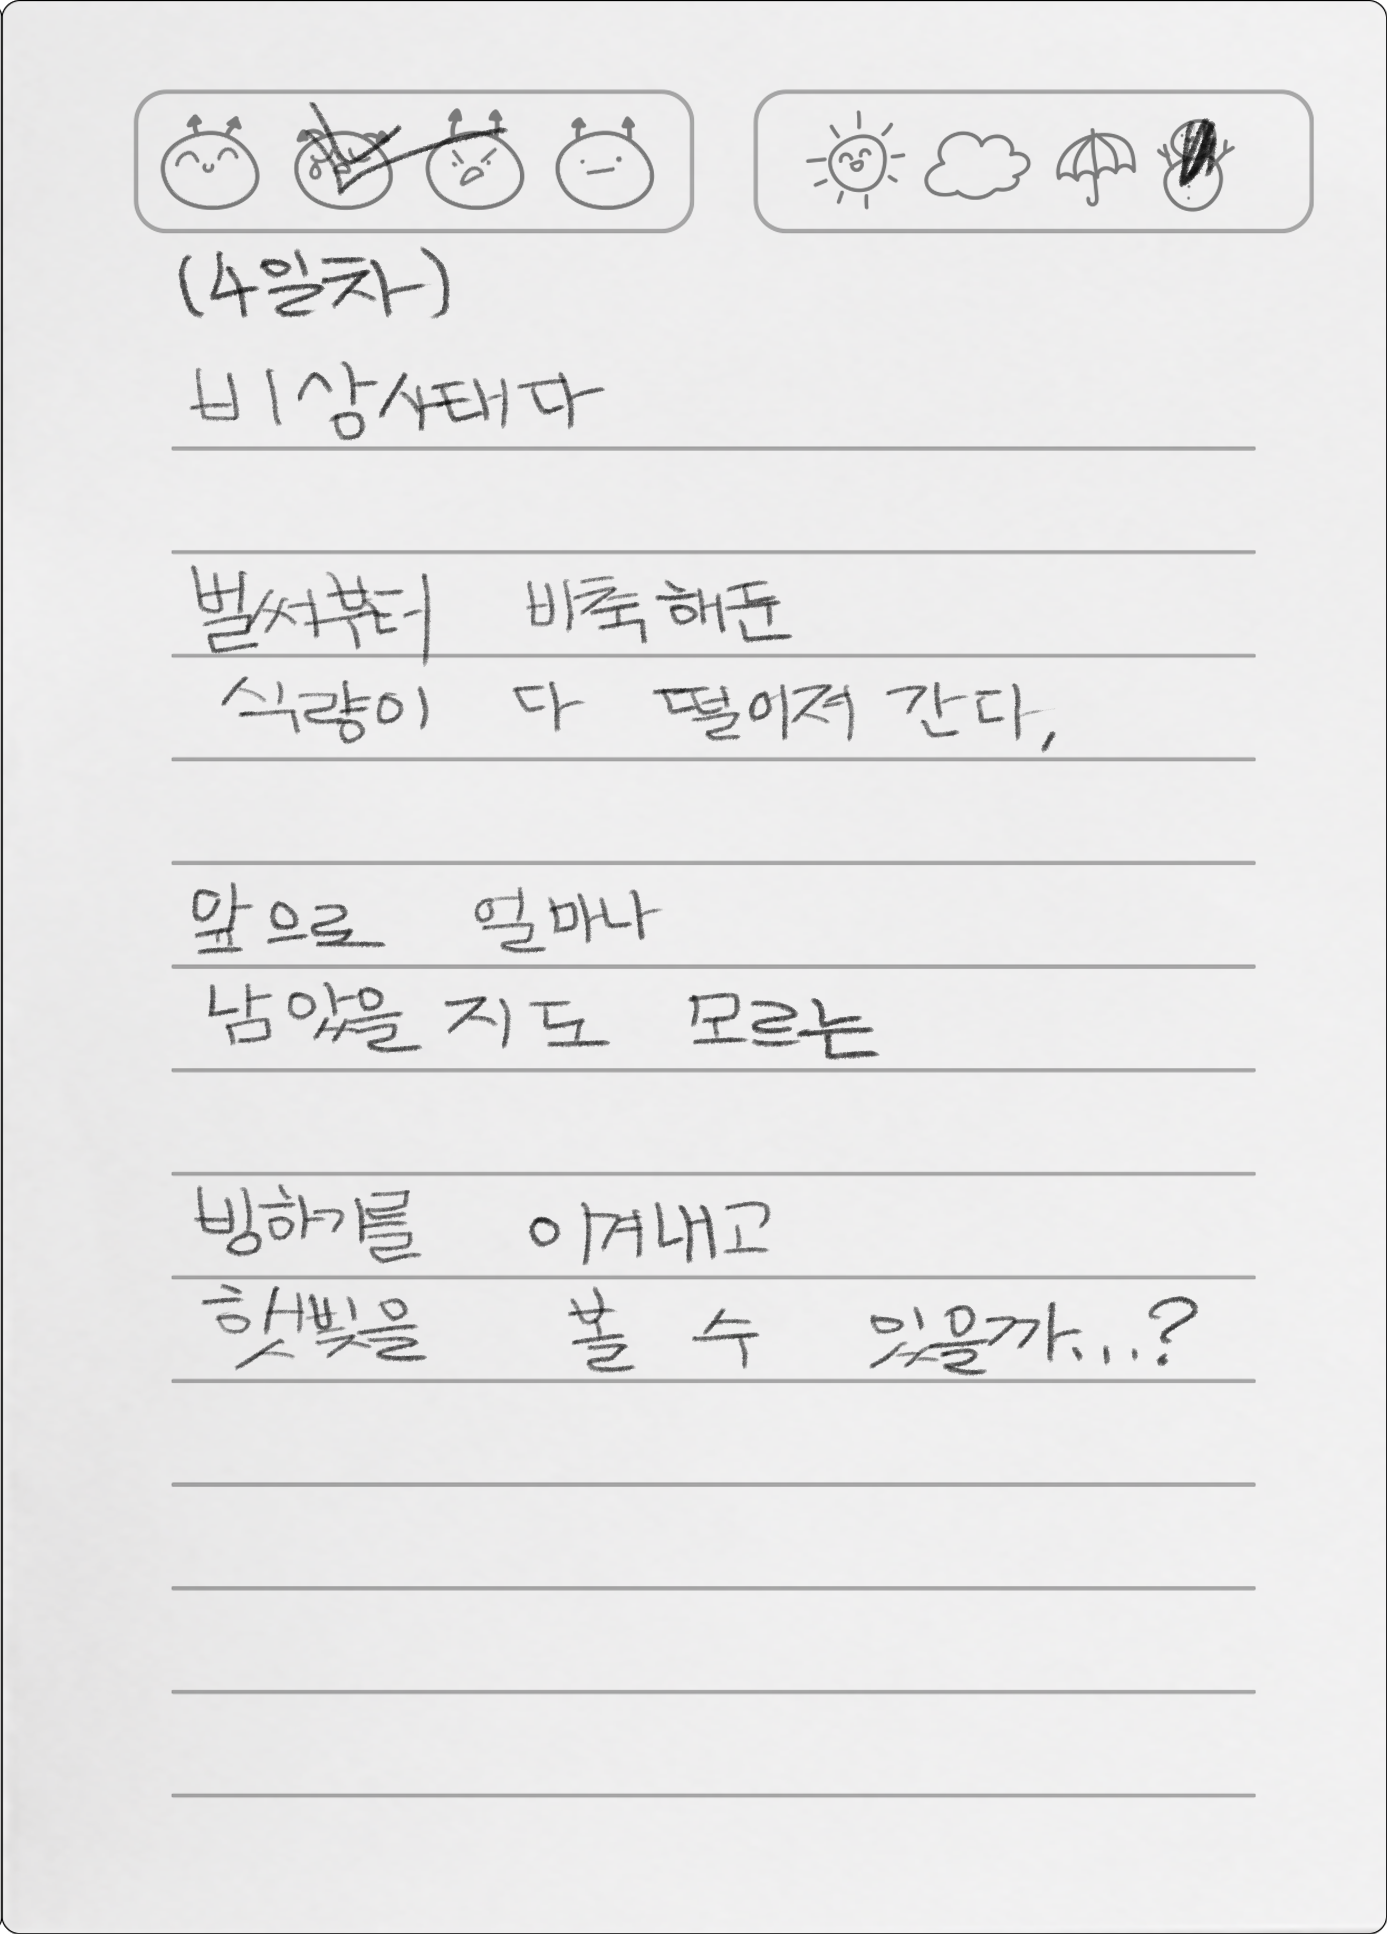 (4일차)
비상사태다
벌써부터 비축해둔
식량이 다 떨어져 간다,
앞으로 얼마나
남았을 지도 모르는
빙하기를 이겨내고
햇빛을 볼 수 있을까...?